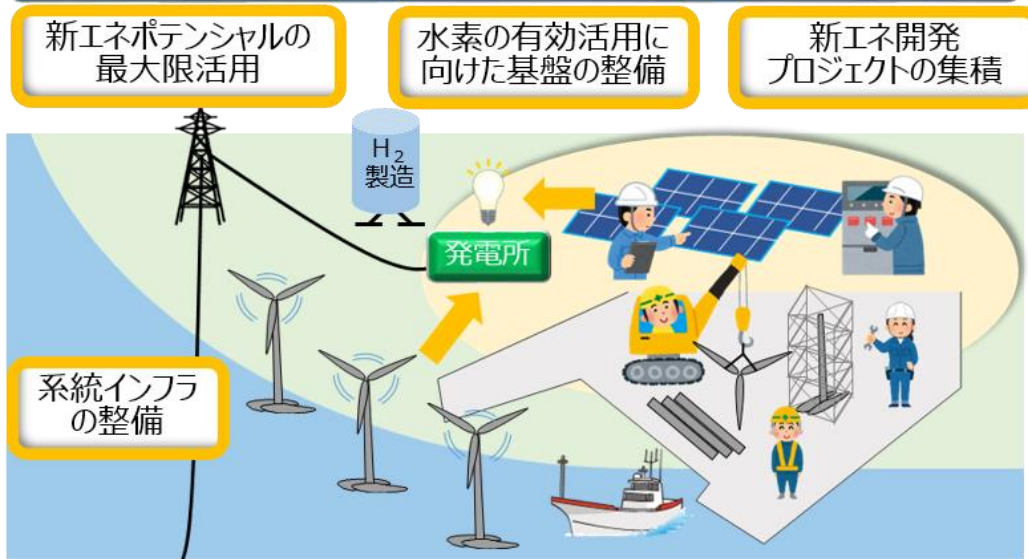 新エネポテンシャルの
最大限活用
水素の有効活用に
向けた基盤の整備
新エネ開発
プロジェクトの集積
H₂
製造
発電所
系統インフラ
の整備